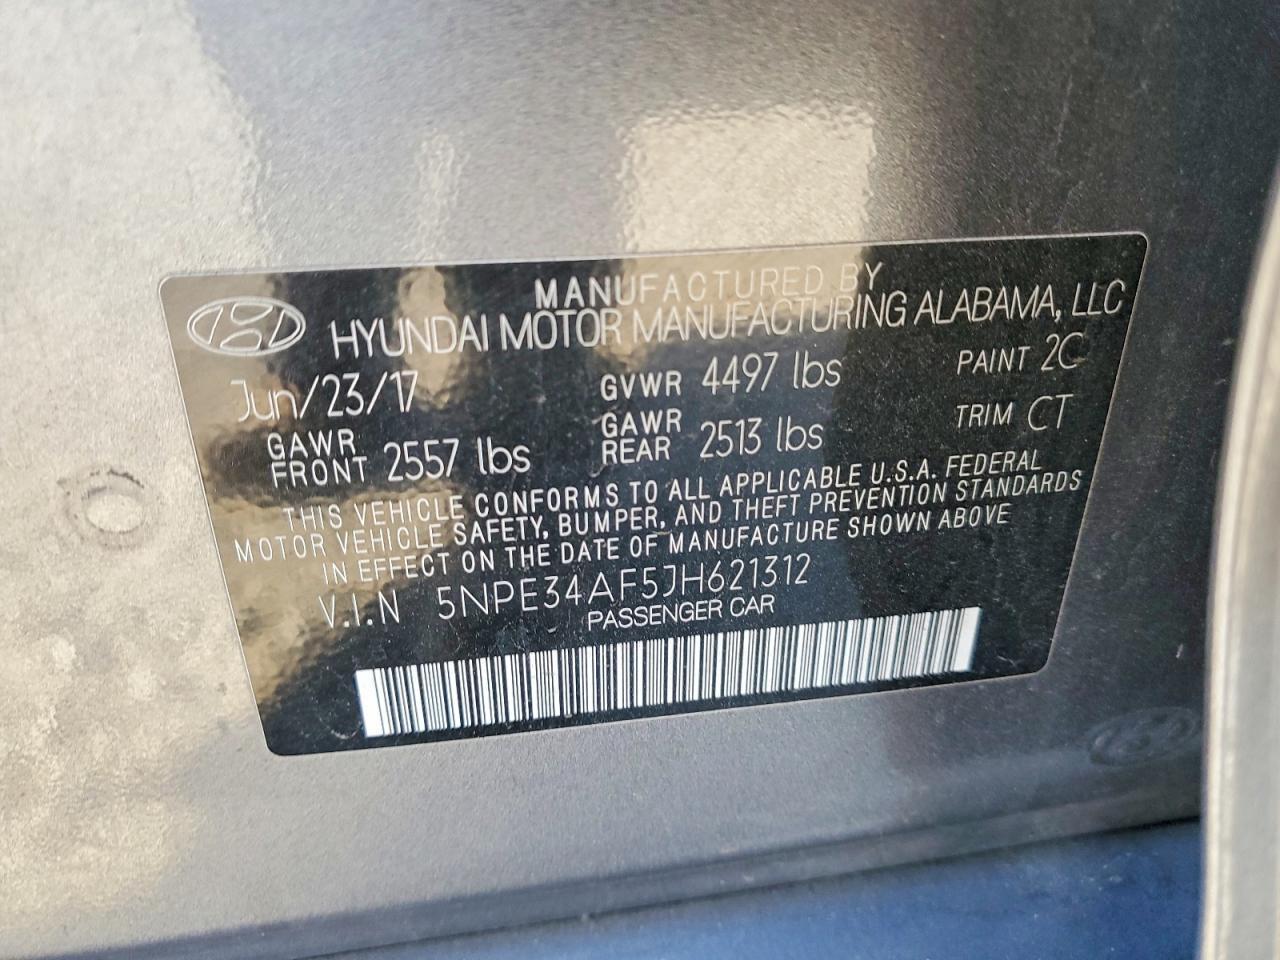 MANUFACTURED BY
HYUNDAI MOTOR MANUFACTURING ALABAMA, LLC
Jun/23/17 GVWR 4497 lbs PAINT 2C
GAWR FRONT 2557 lbs GAWR REAR 2513 lbs TRIM CT
THIS VEHICLE CONFORMS TO ALL APPLICABLE U.S.A. FEDERAL
MOTOR VEHICLE SAFETY, BUMPER, AND THEFT PREVENTION STANDARDS
IN EFFECT ON THE DATE OF MANUFACTURE SHOWN ABOVE
V.I.N 5NPE34AF5JH621312
PASSENGER CAR